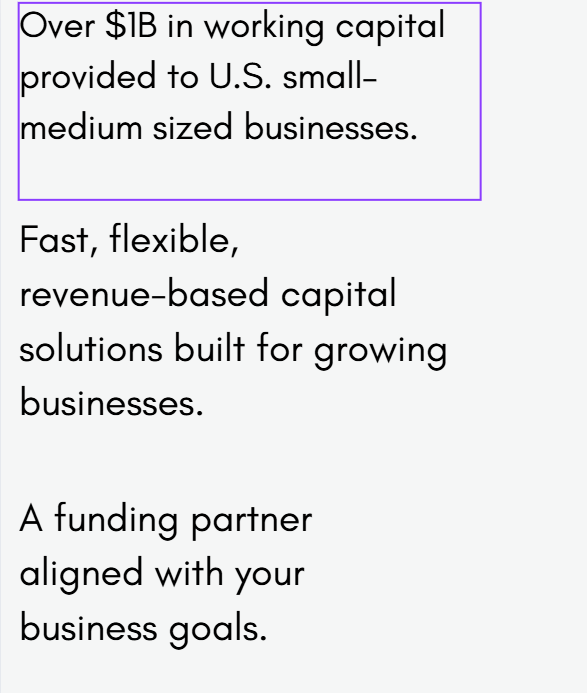 Over $1B in working capital
provided to U.S. small-
medium sized businesses.
Fast, flexible,
revenue-based capital
solutions built for growing
businesses.
A funding partner
aligned with your
business goals.